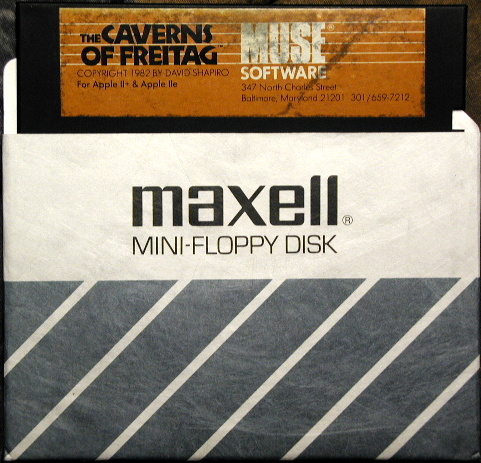 THE CAVERNS
OF FREITAG™
COPYRIGHT 1982 BY DAVID SHAPIRO
For Apple II+ & Apple IIe
MUSE®
SOFTWARE
347 North Charles Street
Baltimore, Maryland 21201 301/659-7212
maxell®
MINI-FLOPPY DISK